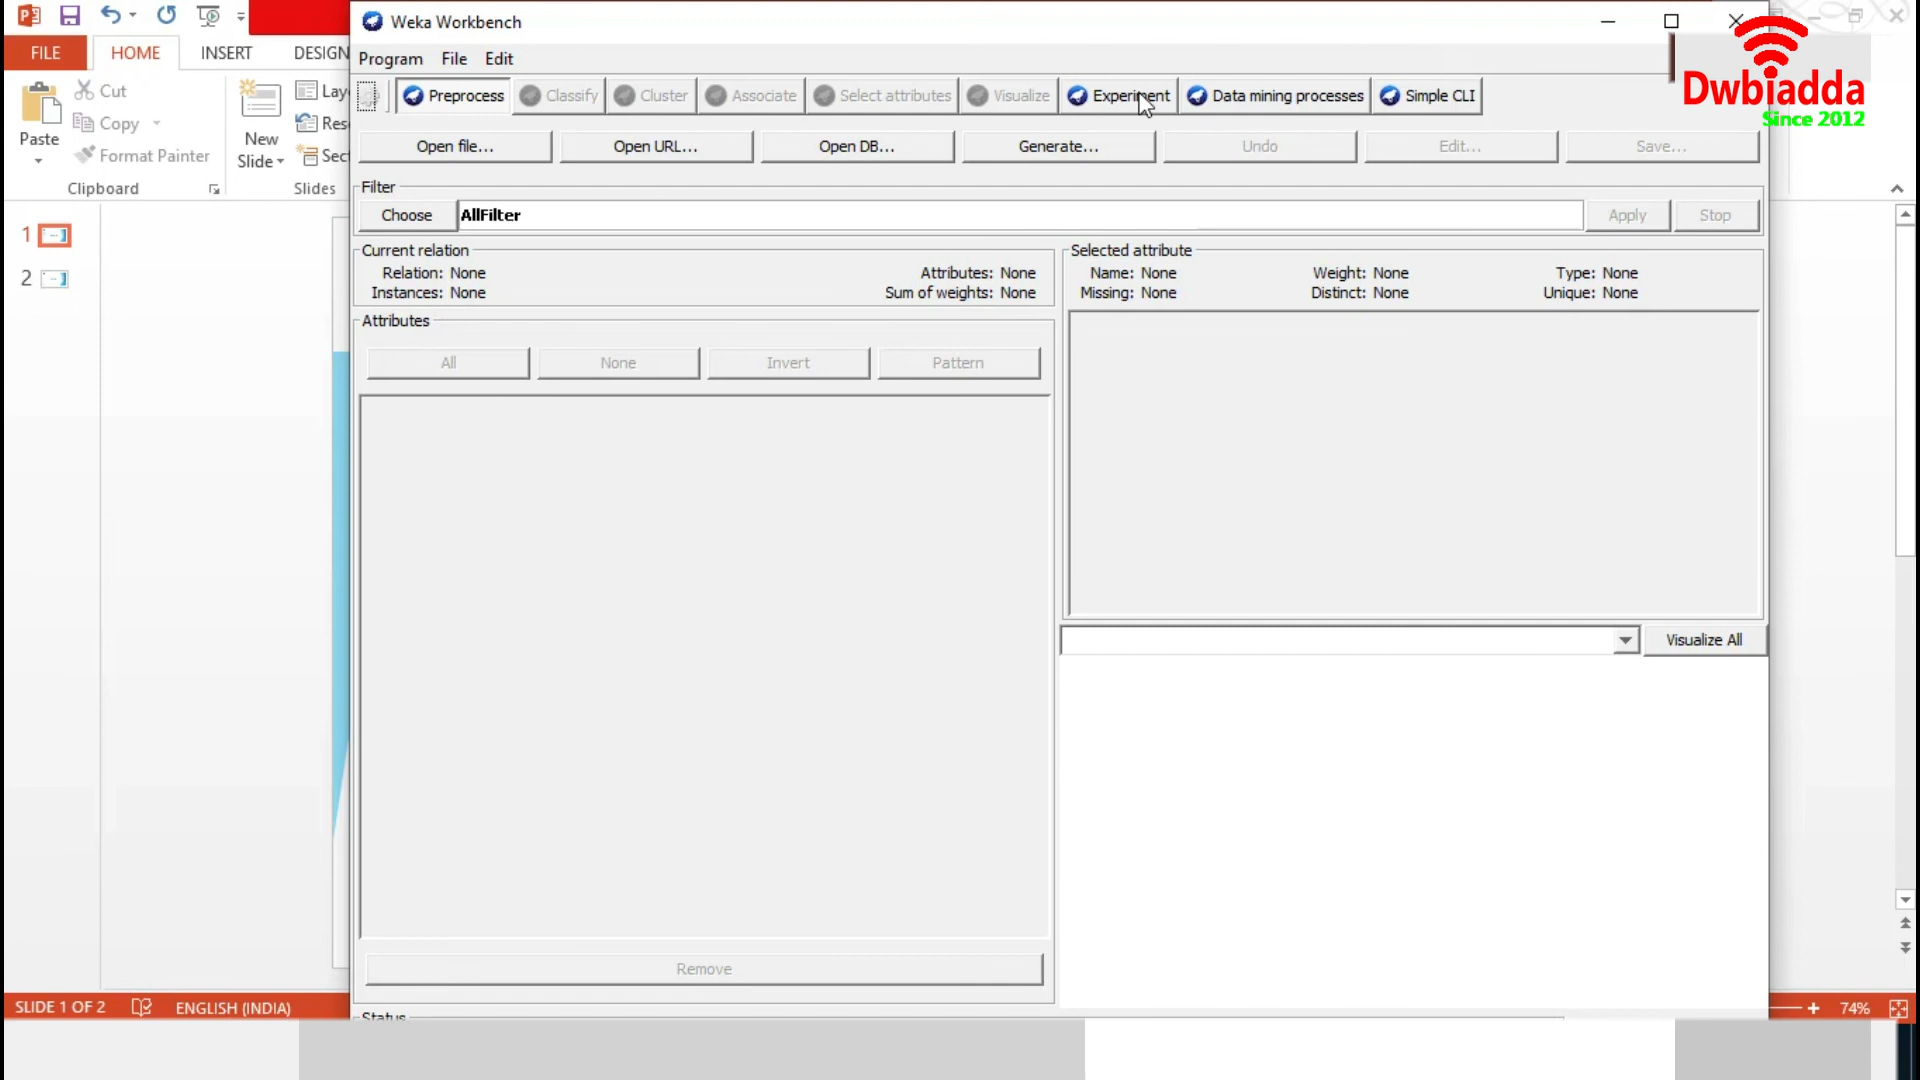 Weka Workbench
FILE HOME INSERT DESIGN
Program File Edit
Dwbiadda
Since 2012
Cut
Copy
Format Painter
Paste
Clipboard
New
Slide
Slides
Preprocess Classify Cluster Associate Select attributes Visualize Experiment Data mining processes Simple CLI
Open file... Open URL... Open DB... Generate... Undo Edit... Save...
Filter
Choose AllFilter Apply Stop
Current relation
Relation: None Attributes: None
Instances: None Sum of weights: None
Selected attribute
Name: None Weight: None Type: None
Missing: None Distinct: None Unique: None
Attributes
All None Invert Pattern
Visualize All
Remove
Status
1
2
SLIDE 1 OF 2 ENGLISH (INDIA) 74%